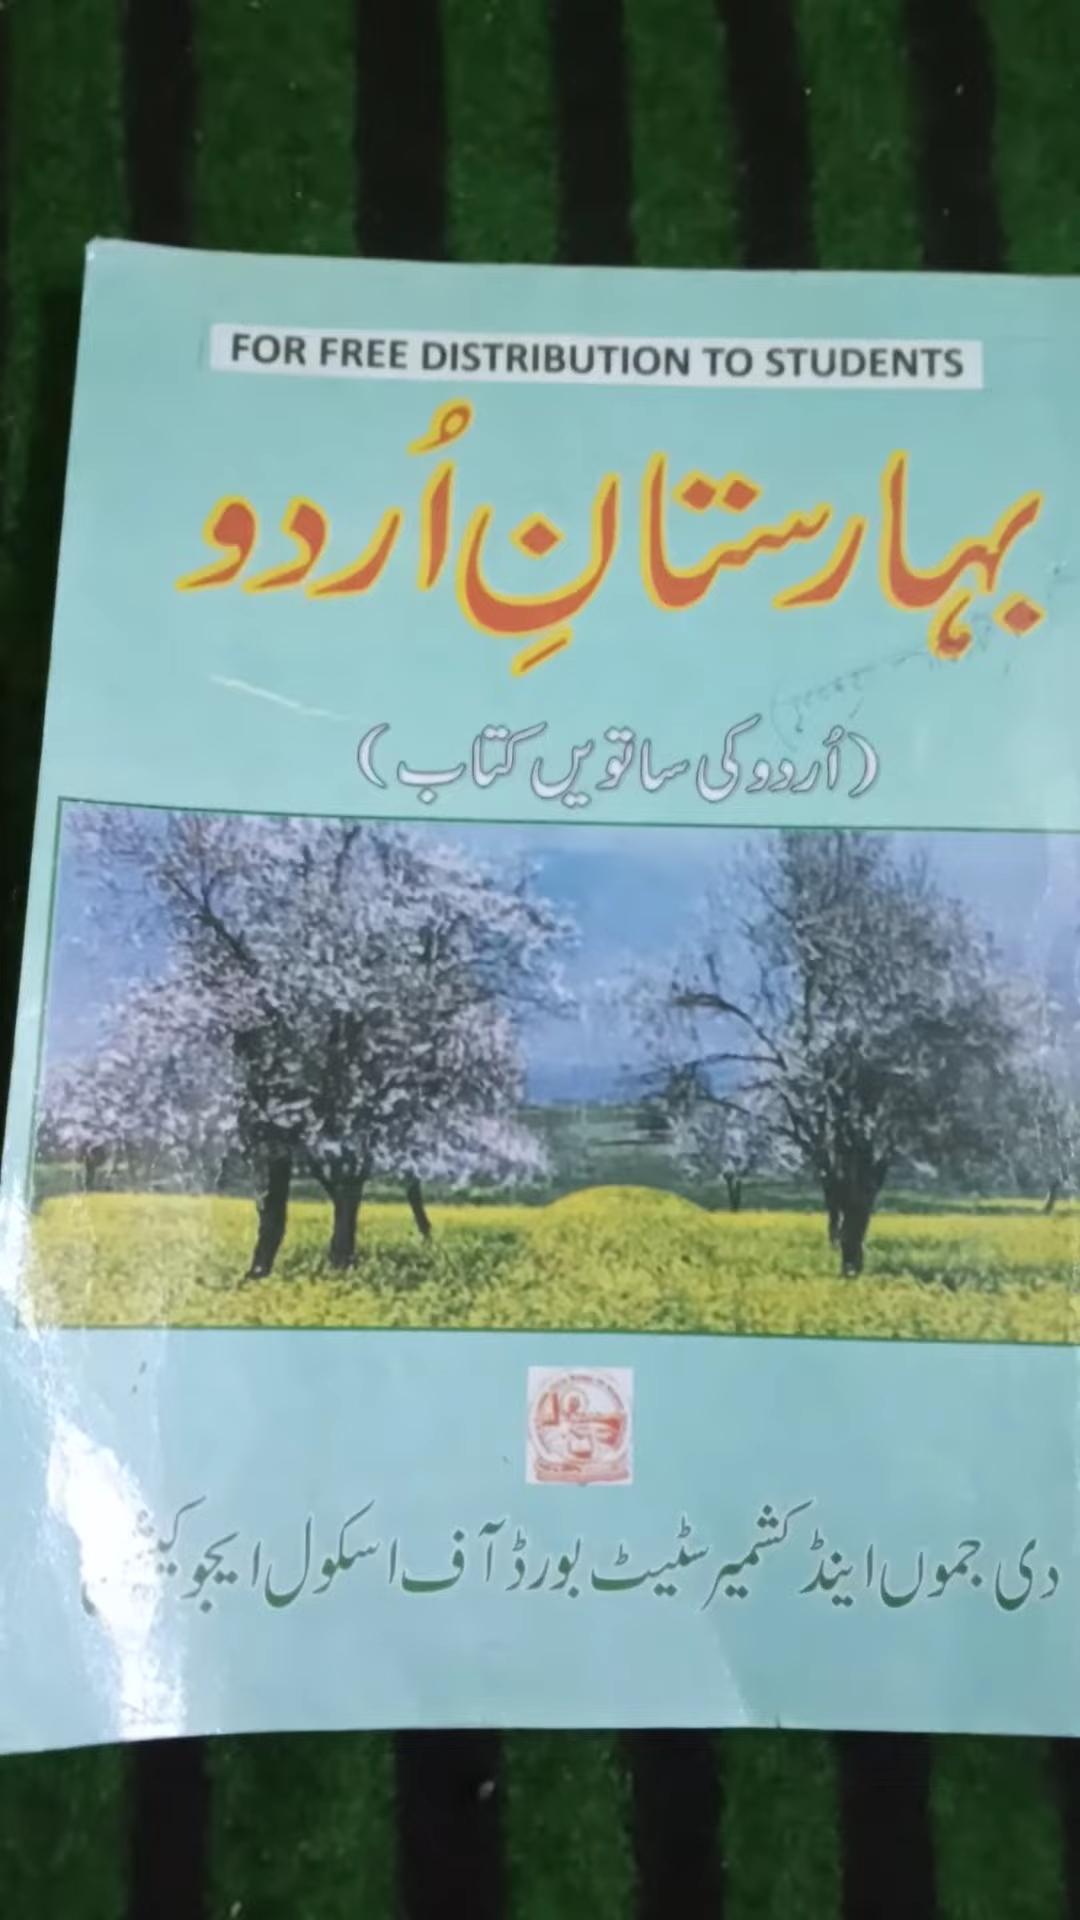 FOR FREE DISTRIBUTION TO STUDENTS
بہارستانِ اُردو
(اُردو کی ساتویں کتاب)
دی جموں اینڈ کشمیر سٹیٹ بورڈ آف اسکول ایجوکیشن